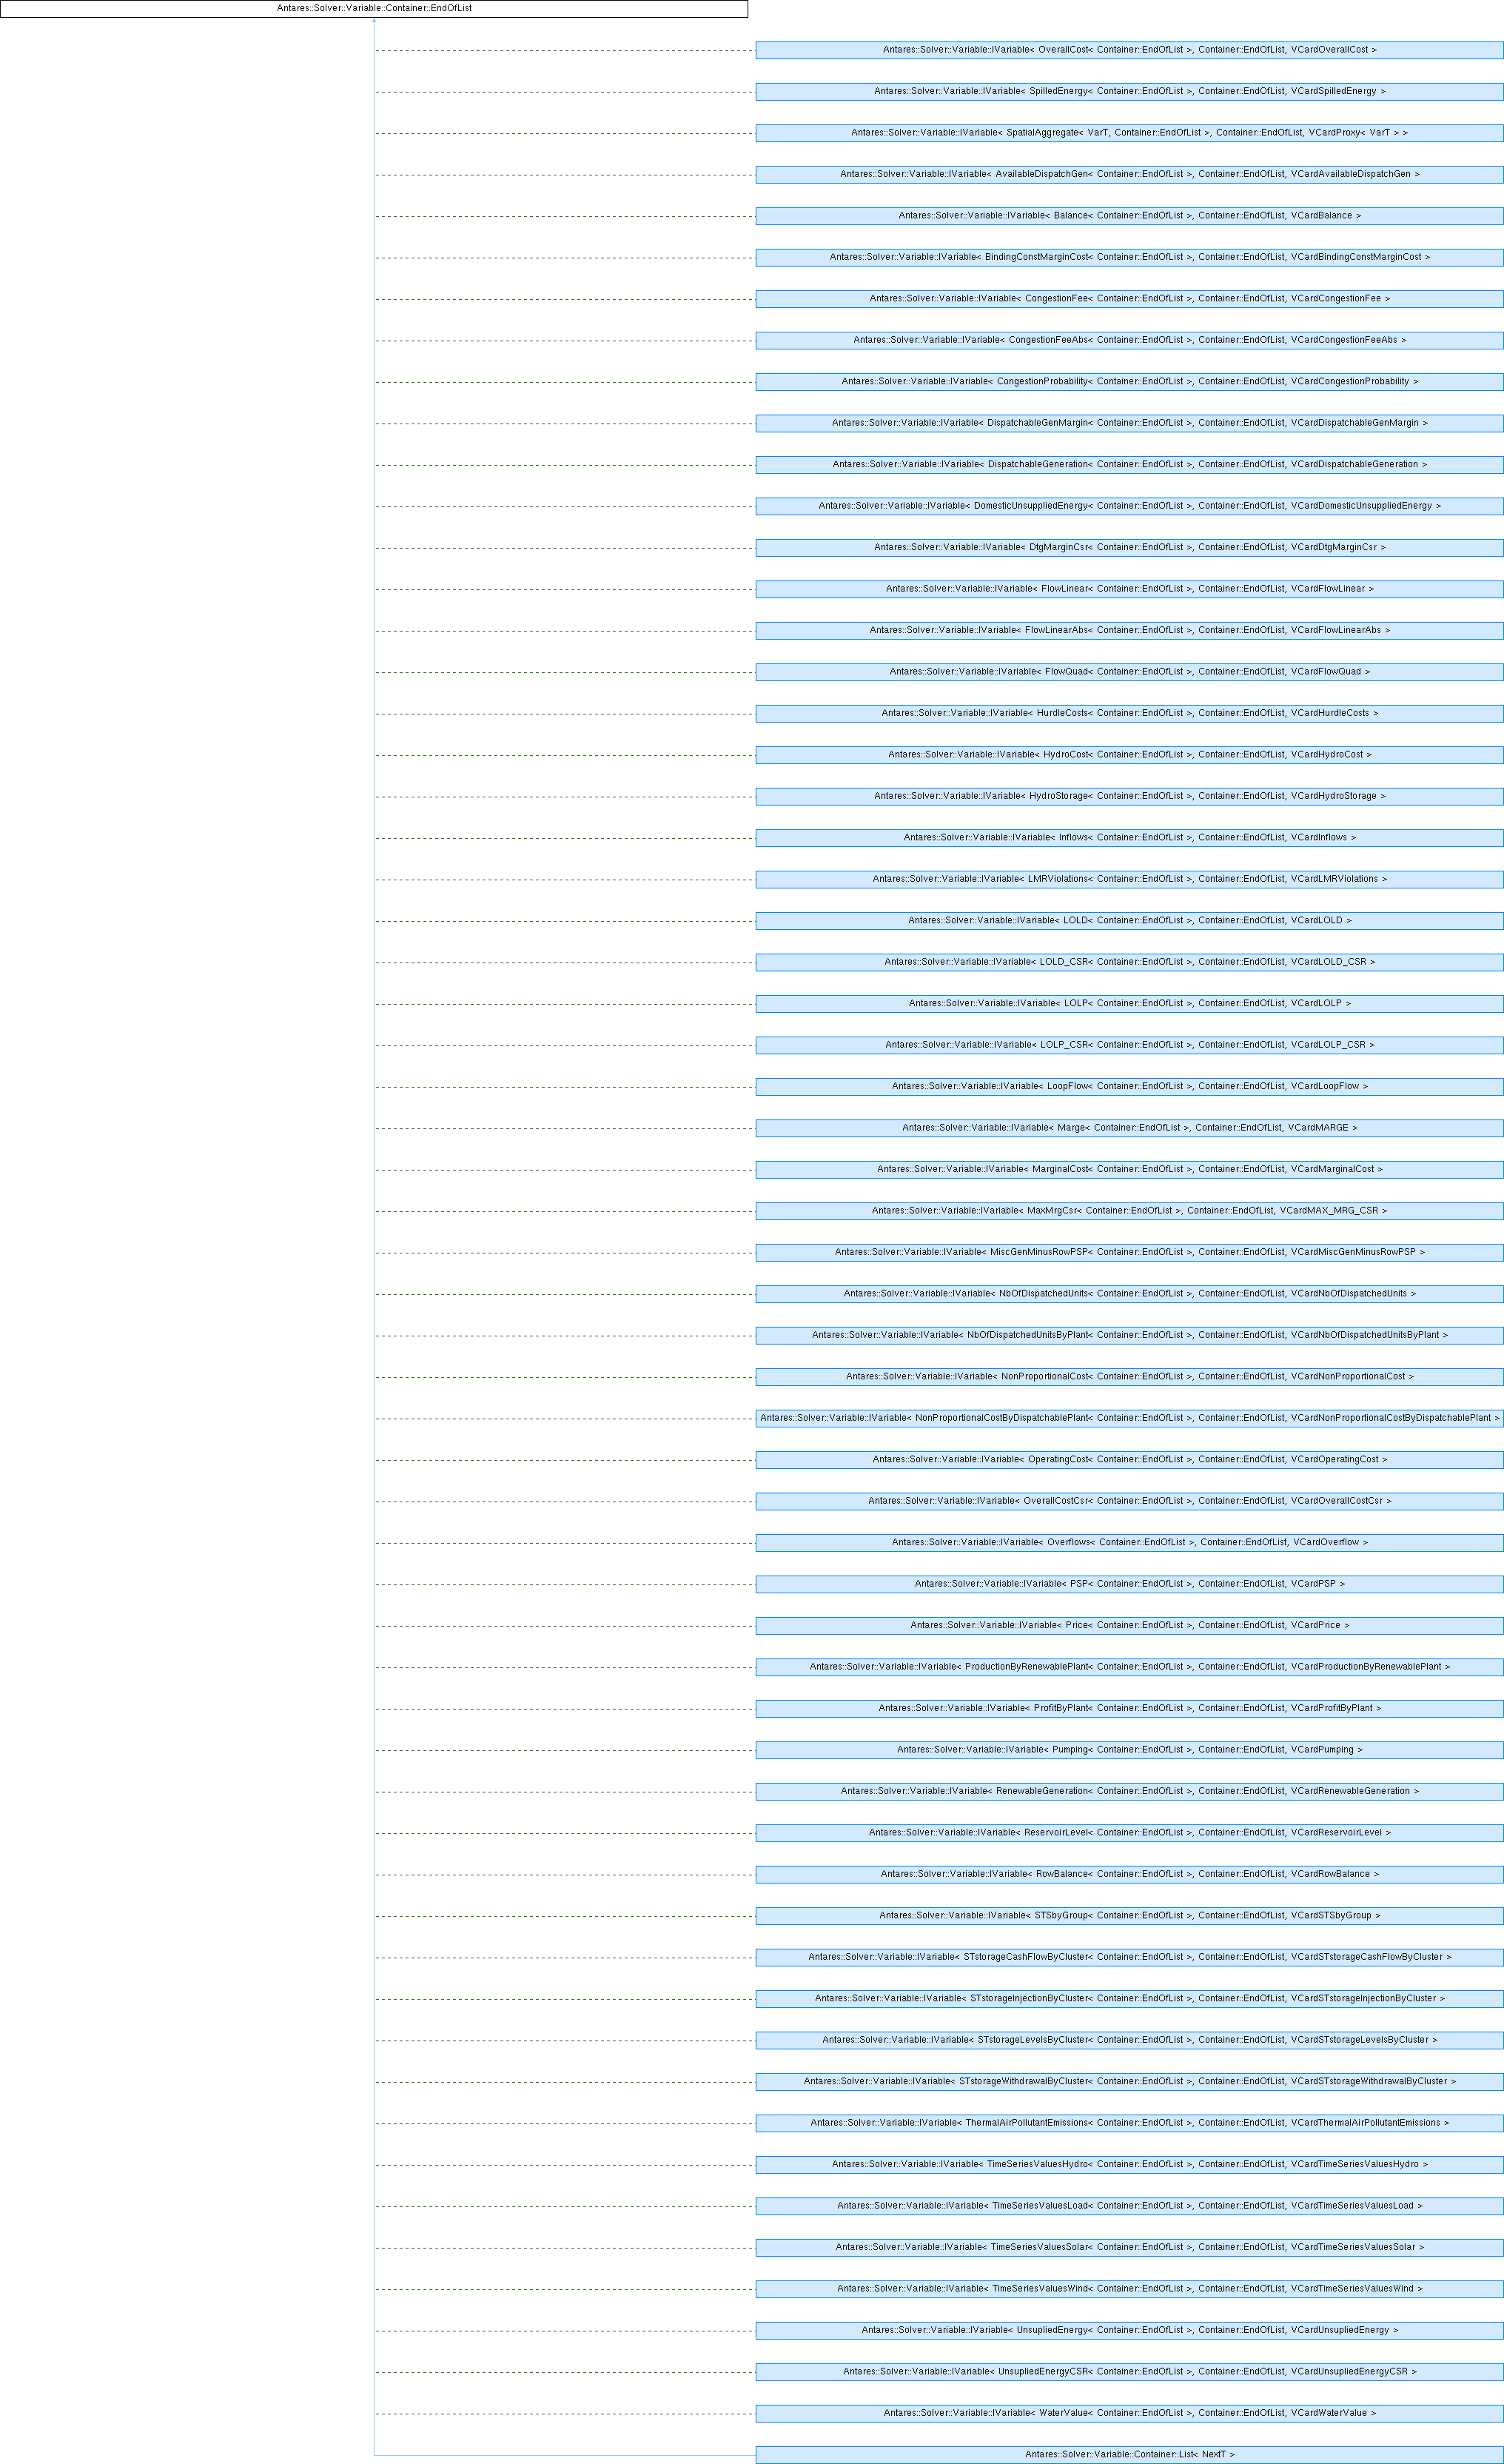 Antares::Solver::Variable::Container::EndOfList
Antares::Solver::Variable::IVariable< OverallCost< Container::EndOfList >, Container::EndOfList, VCardOverallCost >
Antares::Solver::Variable::IVariable< SpilledEnergy< Container::EndOfList >, Container::EndOfList, VCardSpilledEnergy >
Antares::Solver::Variable::IVariable< SpatialAggregate< VarT, Container::EndOfList >, Container::EndOfList, VCardProxy< VarT > >
Antares::Solver::Variable::IVariable< AvailableDispatchGen< Container::EndOfList >, Container::EndOfList, VCardAvailableDispatchGen >
Antares::Solver::Variable::IVariable< Balance< Container::EndOfList >, Container::EndOfList, VCardBalance >
Antares::Solver::Variable::IVariable< BindingConstMarginCost< Container::EndOfList >, Container::EndOfList, VCardBindingConstMarginCost >
Antares::Solver::Variable::IVariable< CongestionFee< Container::EndOfList >, Container::EndOfList, VCardCongestionFee >
Antares::Solver::Variable::IVariable< CongestionFeeAbs< Container::EndOfList >, Container::EndOfList, VCardCongestionFeeAbs >
Antares::Solver::Variable::IVariable< CongestionProbability< Container::EndOfList >, Container::EndOfList, VCardCongestionProbability >
Antares::Solver::Variable::IVariable< DispatchableGenMargin< Container::EndOfList >, Container::EndOfList, VCardDispatchableGenMargin >
Antares::Solver::Variable::IVariable< DispatchableGeneration< Container::EndOfList >, Container::EndOfList, VCardDispatchableGeneration >
Antares::Solver::Variable::IVariable< DomesticUnsuppliedEnergy< Container::EndOfList >, Container::EndOfList, VCardDomesticUnsuppliedEnergy >
Antares::Solver::Variable::IVariable< DtgMarginCsr< Container::EndOfList >, Container::EndOfList, VCardDtgMarginCsr >
Antares::Solver::Variable::IVariable< FlowLinear< Container::EndOfList >, Container::EndOfList, VCardFlowLinear >
Antares::Solver::Variable::IVariable< FlowLinearAbs< Container::EndOfList >, Container::EndOfList, VCardFlowLinearAbs >
Antares::Solver::Variable::IVariable< FlowQuad< Container::EndOfList >, Container::EndOfList, VCardFlowQuad >
Antares::Solver::Variable::IVariable< HurdleCosts< Container::EndOfList >, Container::EndOfList, VCardHurdleCosts >
Antares::Solver::Variable::IVariable< HydroCost< Container::EndOfList >, Container::EndOfList, VCardHydroCost >
Antares::Solver::Variable::IVariable< HydroStorage< Container::EndOfList >, Container::EndOfList, VCardHydroStorage >
Antares::Solver::Variable::IVariable< Inflows< Container::EndOfList >, Container::EndOfList, VCardInflows >
Antares::Solver::Variable::IVariable< LMRViolations< Container::EndOfList >, Container::EndOfList, VCardLMRViolations >
Antares::Solver::Variable::IVariable< LOLD< Container::EndOfList >, Container::EndOfList, VCardLOLD >
Antares::Solver::Variable::IVariable< LOLD_CSR< Container::EndOfList >, Container::EndOfList, VCardLOLD_CSR >
Antares::Solver::Variable::IVariable< LOLP< Container::EndOfList >, Container::EndOfList, VCardLOLP >
Antares::Solver::Variable::IVariable< LOLP_CSR< Container::EndOfList >, Container::EndOfList, VCardLOLP_CSR >
Antares::Solver::Variable::IVariable< LoopFlow< Container::EndOfList >, Container::EndOfList, VCardLoopFlow >
Antares::Solver::Variable::IVariable< Marge< Container::EndOfList >, Container::EndOfList, VCardMARGE >
Antares::Solver::Variable::IVariable< MarginalCost< Container::EndOfList >, Container::EndOfList, VCardMarginalCost >
Antares::Solver::Variable::IVariable< MaxMrgCsr< Container::EndOfList >, Container::EndOfList, VCardMAX_MRG_CSR >
Antares::Solver::Variable::IVariable< MiscGenMinusRowPSP< Container::EndOfList >, Container::EndOfList, VCardMiscGenMinusRowPSP >
Antares::Solver::Variable::IVariable< NbOfDispatchedUnits< Container::EndOfList >, Container::EndOfList, VCardNbOfDispatchedUnits >
Antares::Solver::Variable::IVariable< NbOfDispatchedUnitsByPlant< Container::EndOfList >, Container::EndOfList, VCardNbOfDispatchedUnitsByPlant >
Antares::Solver::Variable::IVariable< NonProportionalCost< Container::EndOfList >, Container::EndOfList, VCardNonProportionalCost >
Antares::Solver::Variable::IVariable< NonProportionalCostByDispatchablePlant< Container::EndOfList >, Container::EndOfList, VCardNonProportionalCostByDispatchablePlant >
Antares::Solver::Variable::IVariable< OperatingCost< Container::EndOfList >, Container::EndOfList, VCardOperatingCost >
Antares::Solver::Variable::IVariable< OverallCostCsr< Container::EndOfList >, Container::EndOfList, VCardOverallCostCsr >
Antares::Solver::Variable::IVariable< Overflows< Container::EndOfList >, Container::EndOfList, VCardOverflow >
Antares::Solver::Variable::IVariable< PSP< Container::EndOfList >, Container::EndOfList, VCardPSP >
Antares::Solver::Variable::IVariable< Price< Container::EndOfList >, Container::EndOfList, VCardPrice >
Antares::Solver::Variable::IVariable< ProductionByRenewablePlant< Container::EndOfList >, Container::EndOfList, VCardProductionByRenewablePlant >
Antares::Solver::Variable::IVariable< ProfitByPlant< Container::EndOfList >, Container::EndOfList, VCardProfitByPlant >
Antares::Solver::Variable::IVariable< Pumping< Container::EndOfList >, Container::EndOfList, VCardPumping >
Antares::Solver::Variable::IVariable< RenewableGeneration< Container::EndOfList >, Container::EndOfList, VCardRenewableGeneration >
Antares::Solver::Variable::IVariable< ReservoirLevel< Container::EndOfList >, Container::EndOfList, VCardReservoirLevel >
Antares::Solver::Variable::IVariable< RowBalance< Container::EndOfList >, Container::EndOfList, VCardRowBalance >
Antares::Solver::Variable::IVariable< STSbyGroup< Container::EndOfList >, Container::EndOfList, VCardSTSbyGroup >
Antares::Solver::Variable::IVariable< STstorageCashFlowByCluster< Container::EndOfList >, Container::EndOfList, VCardSTstorageCashFlowByCluster >
Antares::Solver::Variable::IVariable< STstorageInjectionByCluster< Container::EndOfList >, Container::EndOfList, VCardSTstorageInjectionByCluster >
Antares::Solver::Variable::IVariable< STstorageLevelsByCluster< Container::EndOfList >, Container::EndOfList, VCardSTstorageLevelsByCluster >
Antares::Solver::Variable::IVariable< STstorageWithdrawalByCluster< Container::EndOfList >, Container::EndOfList, VCardSTstorageWithdrawalByCluster >
Antares::Solver::Variable::IVariable< ThermalAirPollutantEmissions< Container::EndOfList >, Container::EndOfList, VCardThermalAirPollutantEmissions >
Antares::Solver::Variable::IVariable< TimeSeriesValuesHydro< Container::EndOfList >, Container::EndOfList, VCardTimeSeriesValuesHydro >
Antares::Solver::Variable::IVariable< TimeSeriesValuesLoad< Container::EndOfList >, Container::EndOfList, VCardTimeSeriesValuesLoad >
Antares::Solver::Variable::IVariable< TimeSeriesValuesSolar< Container::EndOfList >, Container::EndOfList, VCardTimeSeriesValuesSolar >
Antares::Solver::Variable::IVariable< TimeSeriesValuesWind< Container::EndOfList >, Container::EndOfList, VCardTimeSeriesValuesWind >
Antares::Solver::Variable::IVariable< UnsupliedEnergy< Container::EndOfList >, Container::EndOfList, VCardUnsupliedEnergy >
Antares::Solver::Variable::IVariable< UnsupliedEnergyCSR< Container::EndOfList >, Container::EndOfList, VCardUnsupliedEnergyCSR >
Antares::Solver::Variable::IVariable< WaterValue< Container::EndOfList >, Container::EndOfList, VCardWaterValue >
Antares::Solver::Variable::Container::List< NextT >